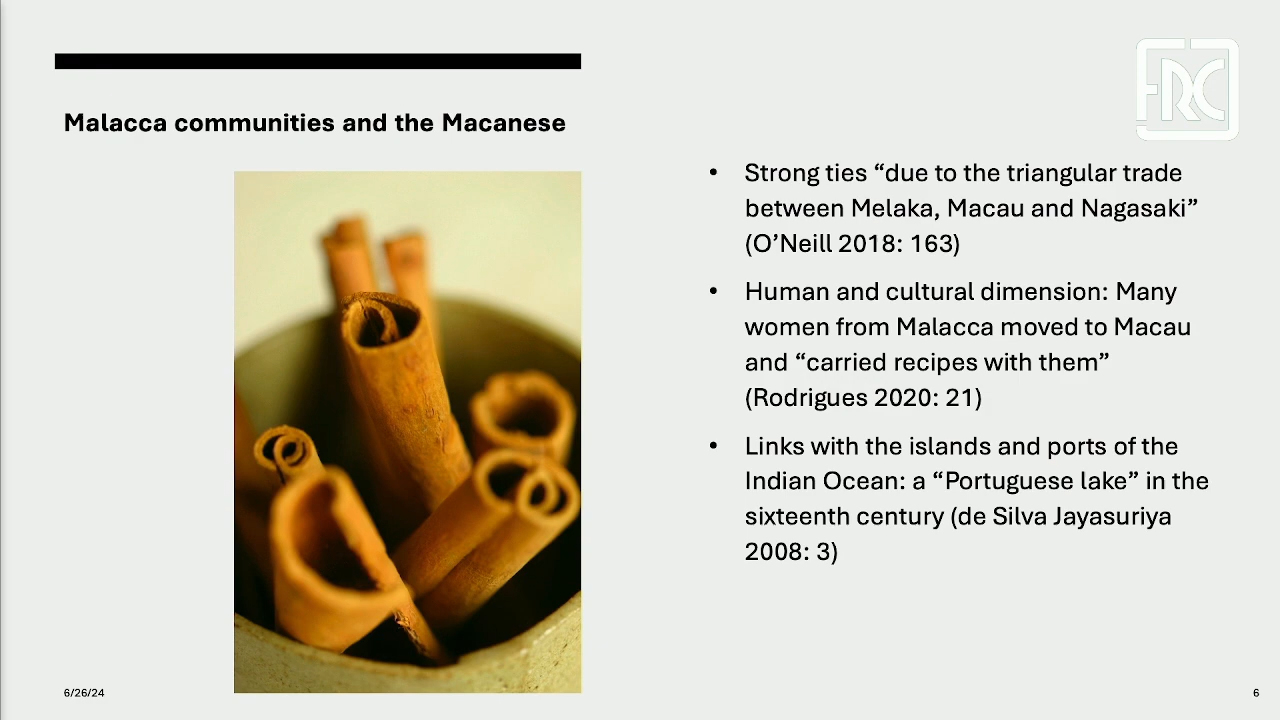 FRC
Malacca communities and the Macanese
• Strong ties “due to the triangular trade
between Melaka, Macau and Nagasaki”
(O’Neill 2018: 163)
• Human and cultural dimension: Many
women from Malacca moved to Macau
and “carried recipes with them”
(Rodrigues 2020: 21)
• Links with the islands and ports of the
Indian Ocean: a “Portuguese lake” in the
sixteenth century (de Silva Jayasuriya
2008: 3)
6/26/24
6